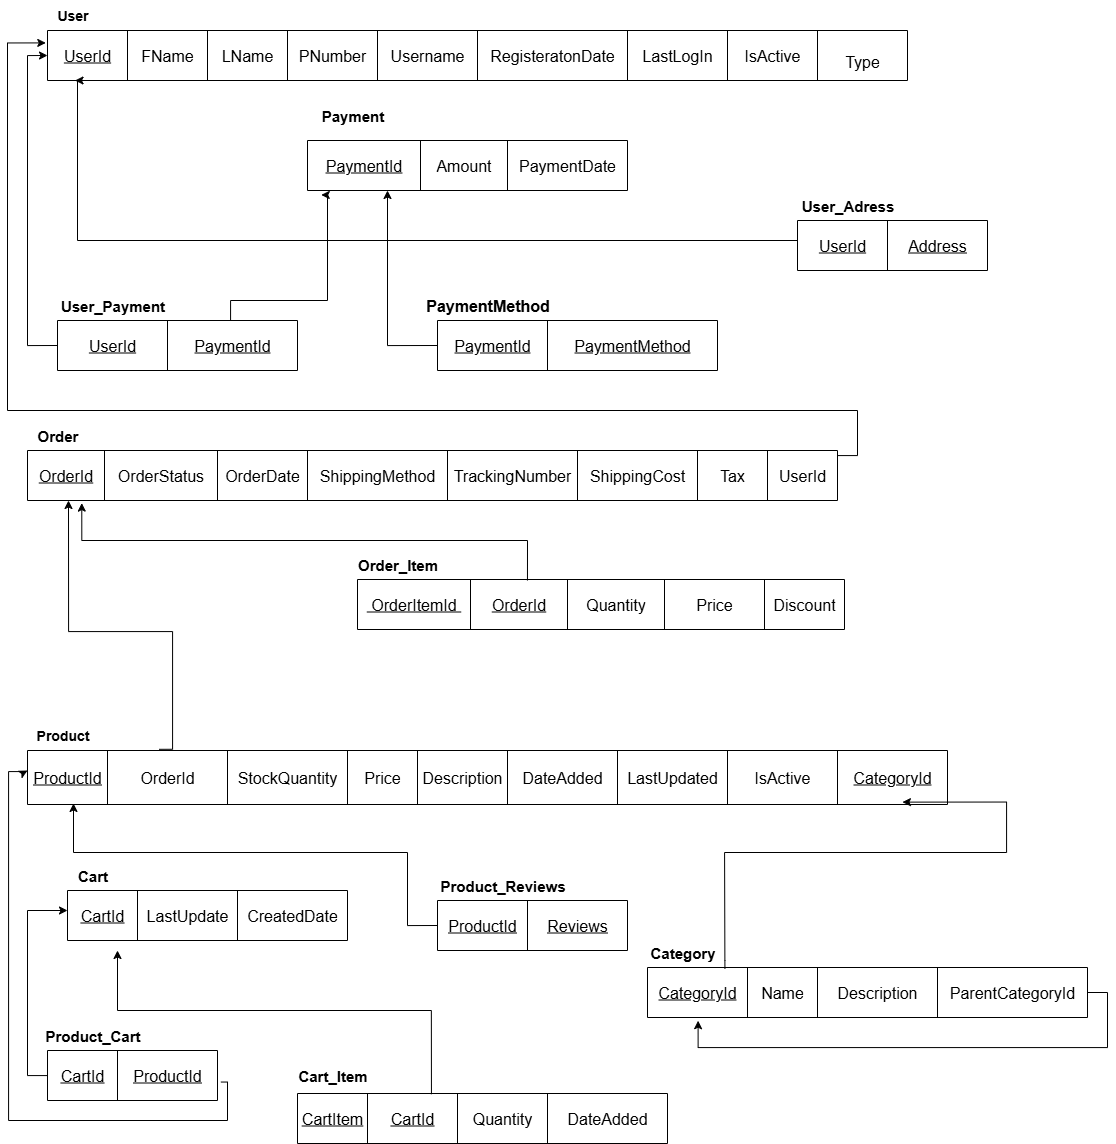 User
UserId FName LName PNumber Username RegisteratonDate LastLogIn IsActive Type
Payment
PaymentId Amount PaymentDate
User_Adress
UserId Address
User_Payment
UserId PaymentId
PaymentMethod
PaymentId PaymentMethod
Order
OrderId OrderStatus OrderDate ShippingMethod TrackingNumber ShippingCost Tax UserId
Order_Item
OrderItemId OrderId Quantity Price Discount
Product
ProductId OrderId StockQuantity Price Description DateAdded LastUpdated IsActive CategoryId
Cart
CartId LastUpdate CreatedDate
Product_Reviews
ProductId Reviews
Category
CategoryId Name Description ParentCategoryId
Product_Cart
CartId ProductId
Cart_Item
CartItem CartId Quantity DateAdded